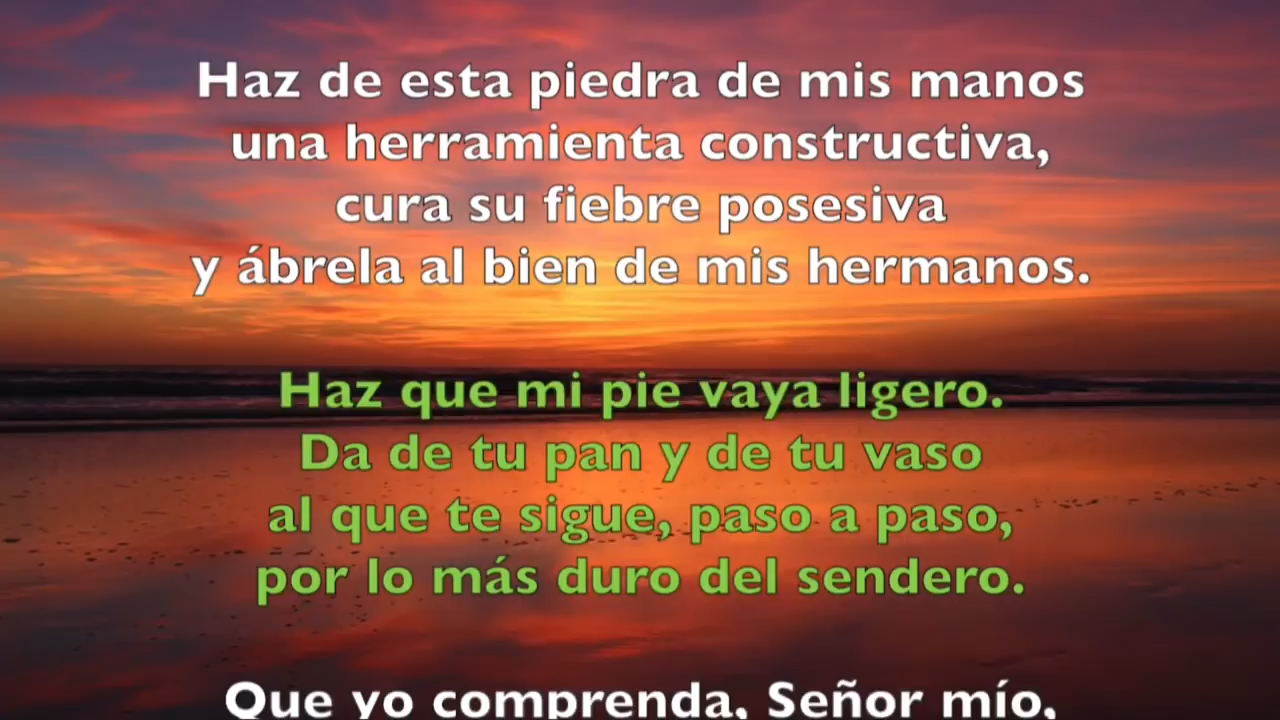 Haz de esta piedra de mis manos
una herramienta constructiva,
cura su fiebre posesiva
y ábrela al bien de mis hermanos.
Haz que mi pie vaya ligero.
Da de tu pan y de tu vaso
al que te sigue, paso a paso,
por lo más duro del sendero.
Que yo comprenda, Señor mío,